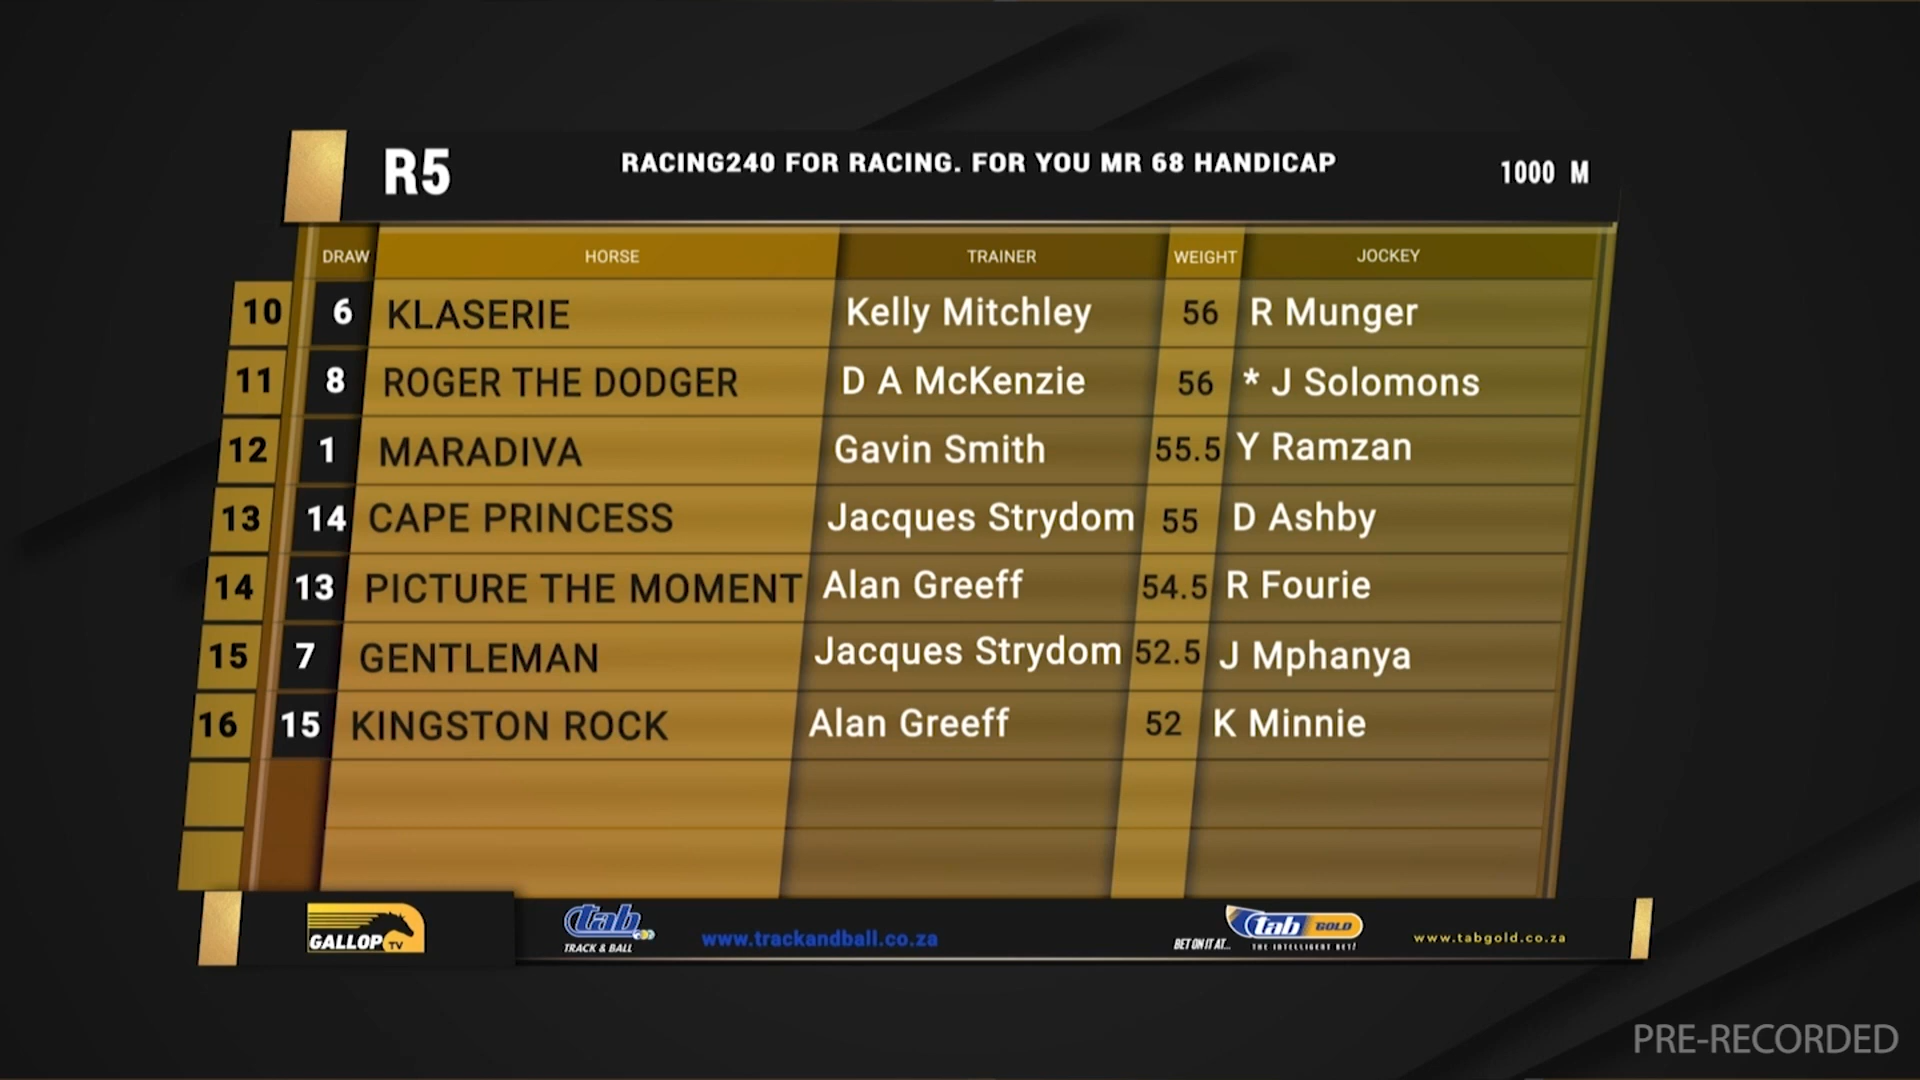 R5 RACING240 FOR RACING. FOR YOU MR 68 HANDICAP 1000 M
DRAW HORSE TRAINER WEIGHT JOCKEY
10 6 KLASERIE Kelly Mitchley 56 R Munger
11 8 ROGER THE DODGER D A McKenzie 56 * J Solomons
12 1 MARADIVA Gavin Smith 55.5 Y Ramzan
13 14 CAPE PRINCESS Jacques Strydom 55 D Ashby
14 13 PICTURE THE MOMENT Alan Greeff 54.5 R Fourie
15 7 GENTLEMAN Jacques Strydom 52.5 J Mphanya
16 15 KINGSTON ROCK Alan Greeff 52 K Minnie
GALLOP TV
tab
TRACK & BALL
www.trackandball.co.za
BET ON IT AT...
tab GOLD
THE INTELLIGENT BET!
www.tabgold.co.za
PRE-RECORDED